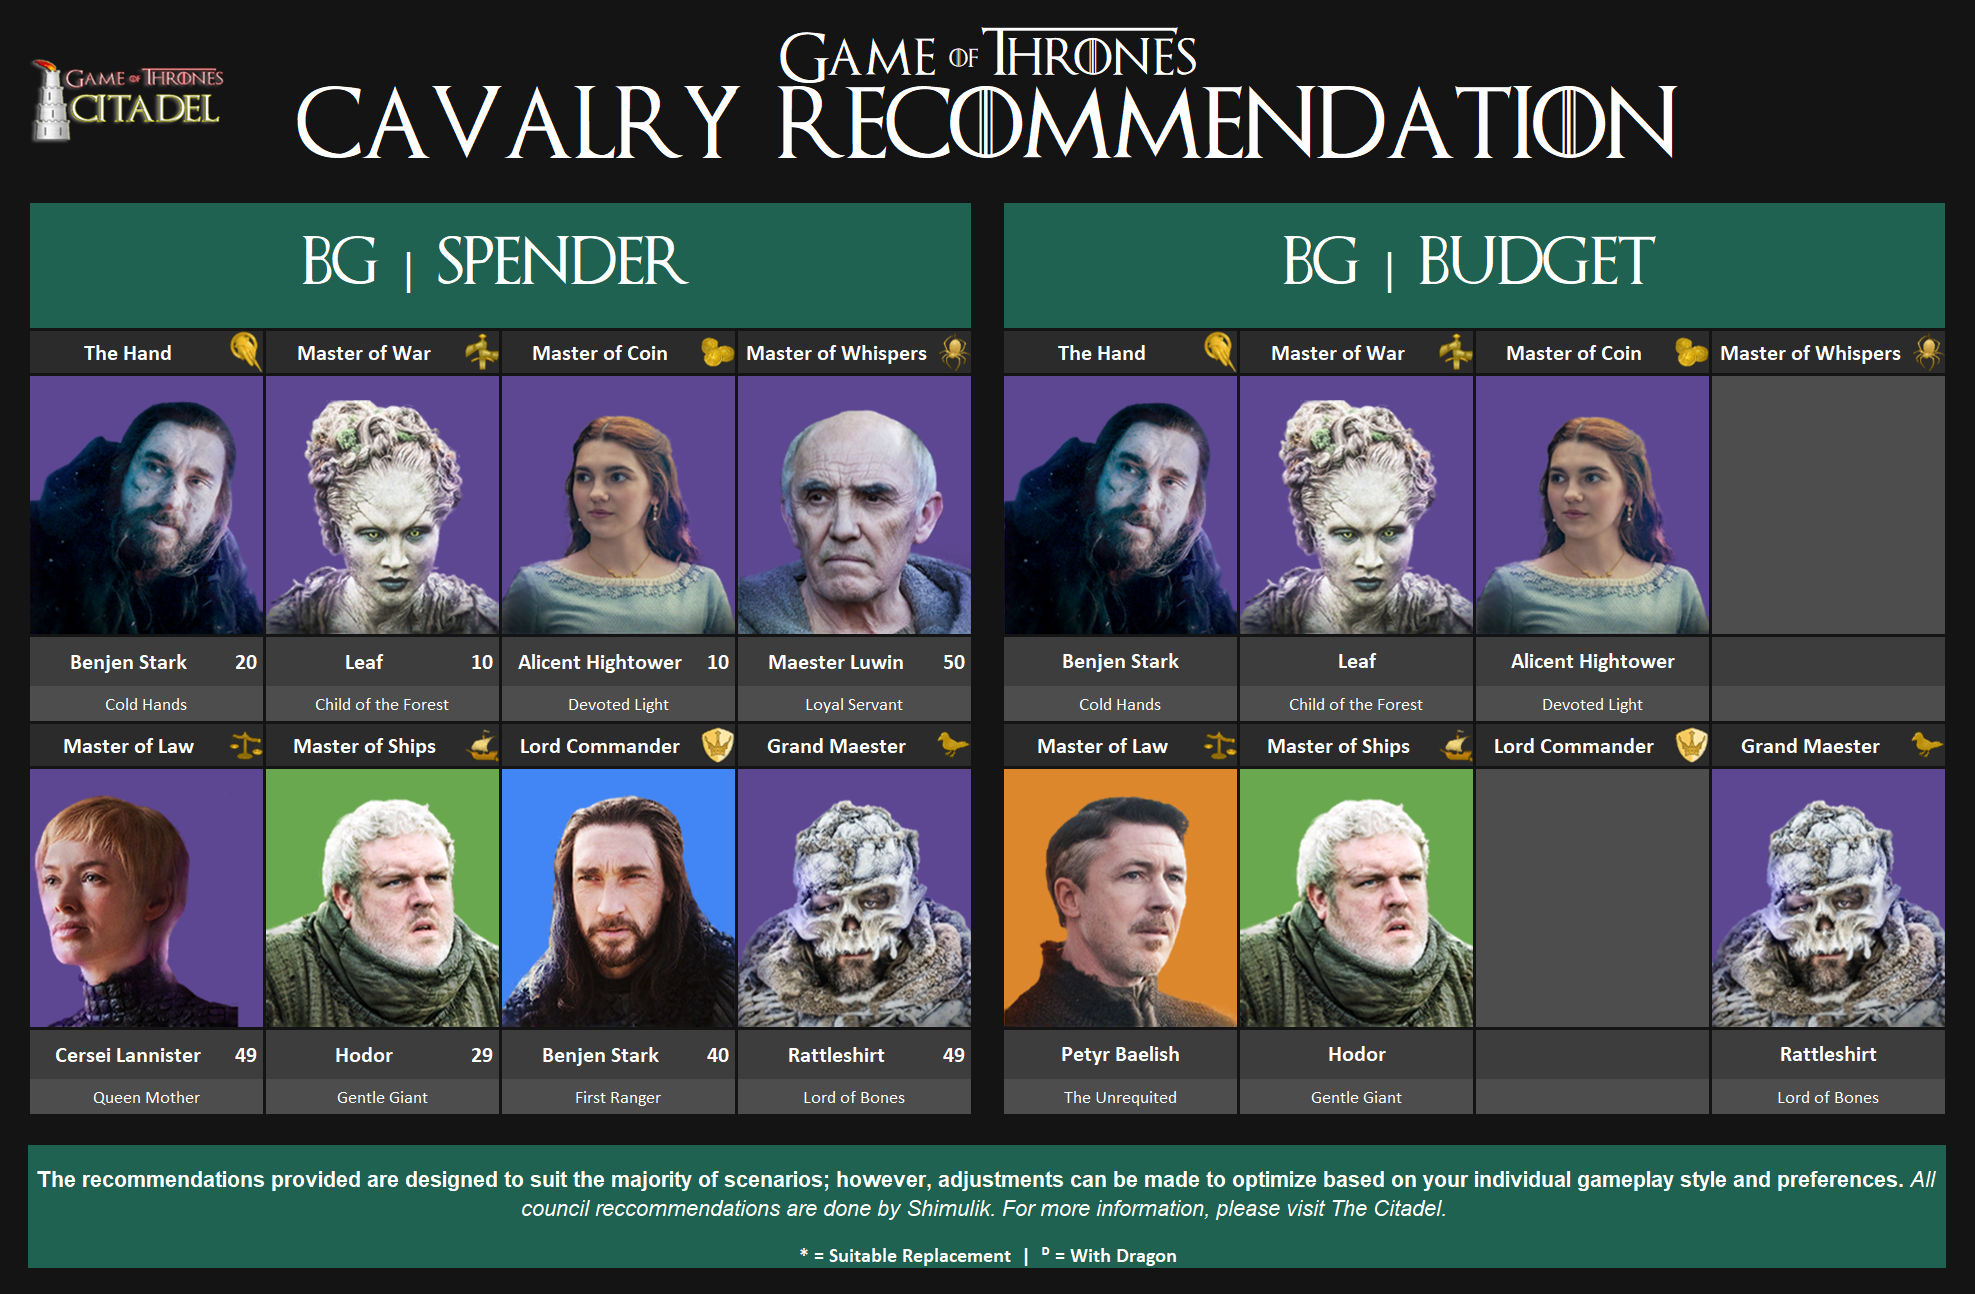 GAME OF THRONES
CITADEL
GAME OF THRONES
CAVALRY RECOMMENDATION
BG | SPENDER
The Hand
Master of War
Master of Coin
Master of Whispers
Benjen Stark 20
Leaf 10
Alicent Hightower 10
Maester Luwin 50
Cold Hands
Child of the Forest
Devoted Light
Loyal Servant
Master of Law
Master of Ships
Lord Commander
Grand Maester
Cersei Lannister 49
Hodor 29
Benjen Stark 40
Rattleshirt 49
Queen Mother
Gentle Giant
First Ranger
Lord of Bones
BG | BUDGET
The Hand
Master of War
Master of Coin
Master of Whispers
Benjen Stark
Leaf
Alicent Hightower
Cold Hands
Child of the Forest
Devoted Light
Master of Law
Master of Ships
Lord Commander
Grand Maester
Petyr Baelish
Hodor
Rattleshirt
The Unrequited
Gentle Giant
Lord of Bones
The recommendations provided are designed to suit the majority of scenarios; however, adjustments can be made to optimize based on your individual gameplay style and preferences. All
council reccommendations are done by Shimulik. For more information, please visit The Citadel.
* = Suitable Replacement | ᴰ = With Dragon